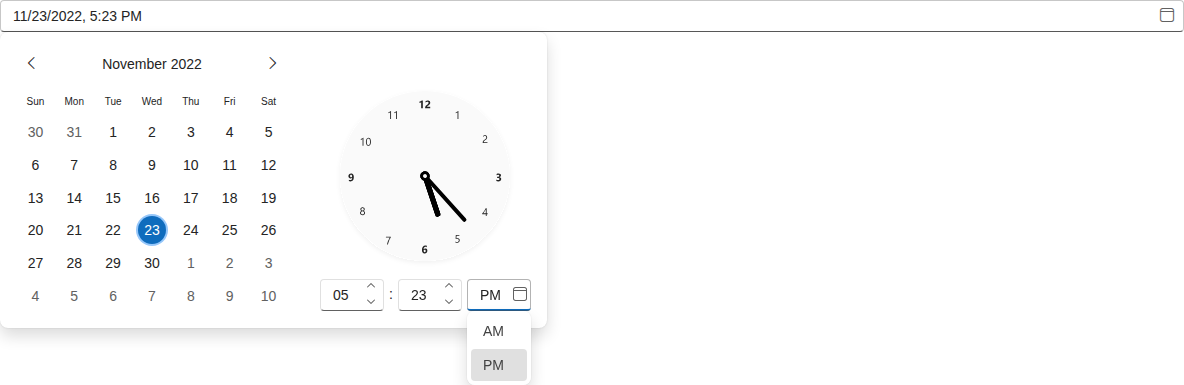 11/23/2022, 5:23 PM
November 2022
Sun Mon Tue Wed Thu Fri Sat
30 31 1 2 3 4 5
6 7 8 9 10 11 12
13 14 15 16 17 18 19
20 21 22 23 24 25 26
27 28 29 30 1 2 3
4 5 6 7 8 9 10
12
11 1
10 2
9 3
8 4
7 5
6
05 : 23 PM
AM
PM